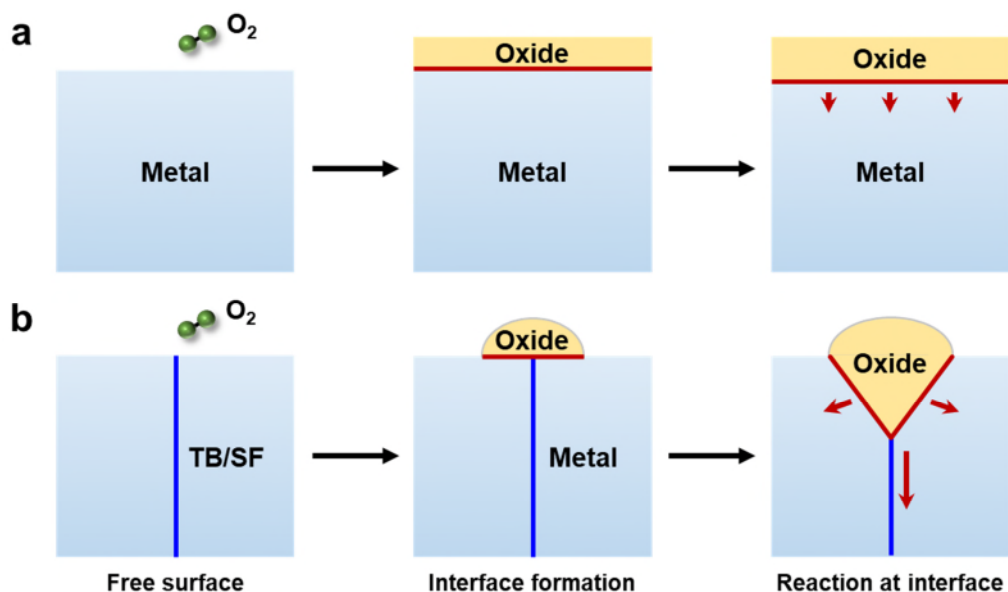 a
O₂
Oxide
Oxide
Metal
Metal
Metal
b
O₂
Oxide
Oxide
TB/SF
Metal
Free surface
Interface formation
Reaction at interface